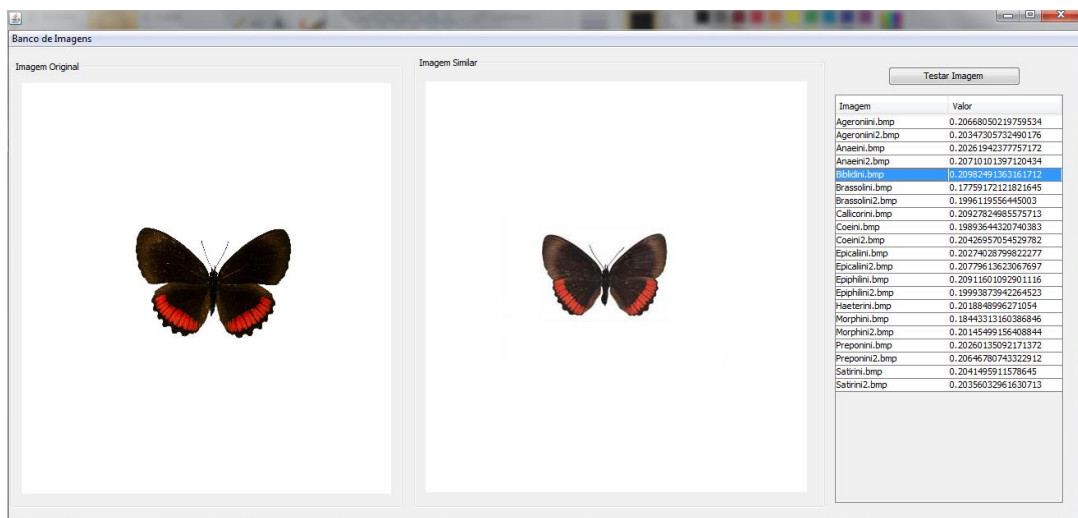 Banco de Imagens
Imagem Original
Imagem Similar
Testar Imagem
Imagem Valor
Ageroniini.bmp 0.20668050219759534
Ageroniini2.bmp 0.20347305732490176
Anaeini.bmp 0.20261942377757172
Anaeini2.bmp 0.20710101397120434
Biblidini.bmp 0.20982491363161712
Brassolini.bmp 0.17759172121821645
Brassolini2.bmp 0.1996119556445003
Callicorini.bmp 0.20927824985575713
Coeini.bmp 0.19893644320740383
Coeini2.bmp 0.20426957054529782
Epicaliini.bmp 0.20274028799822277
Epicaliini2.bmp 0.20779613623067697
Epiphilini.bmp 0.20911601092901116
Epiphilini2.bmp 0.19993873942264523
Haeterini.bmp 0.2018848996271054
Morphini.bmp 0.18443313160386846
Morphini2.bmp 0.20145499156408844
Preponini.bmp 0.20260135092171372
Preponini2.bmp 0.20646780743322912
Satirini.bmp 0.2041495911578645
Satirini2.bmp 0.20356032961630713